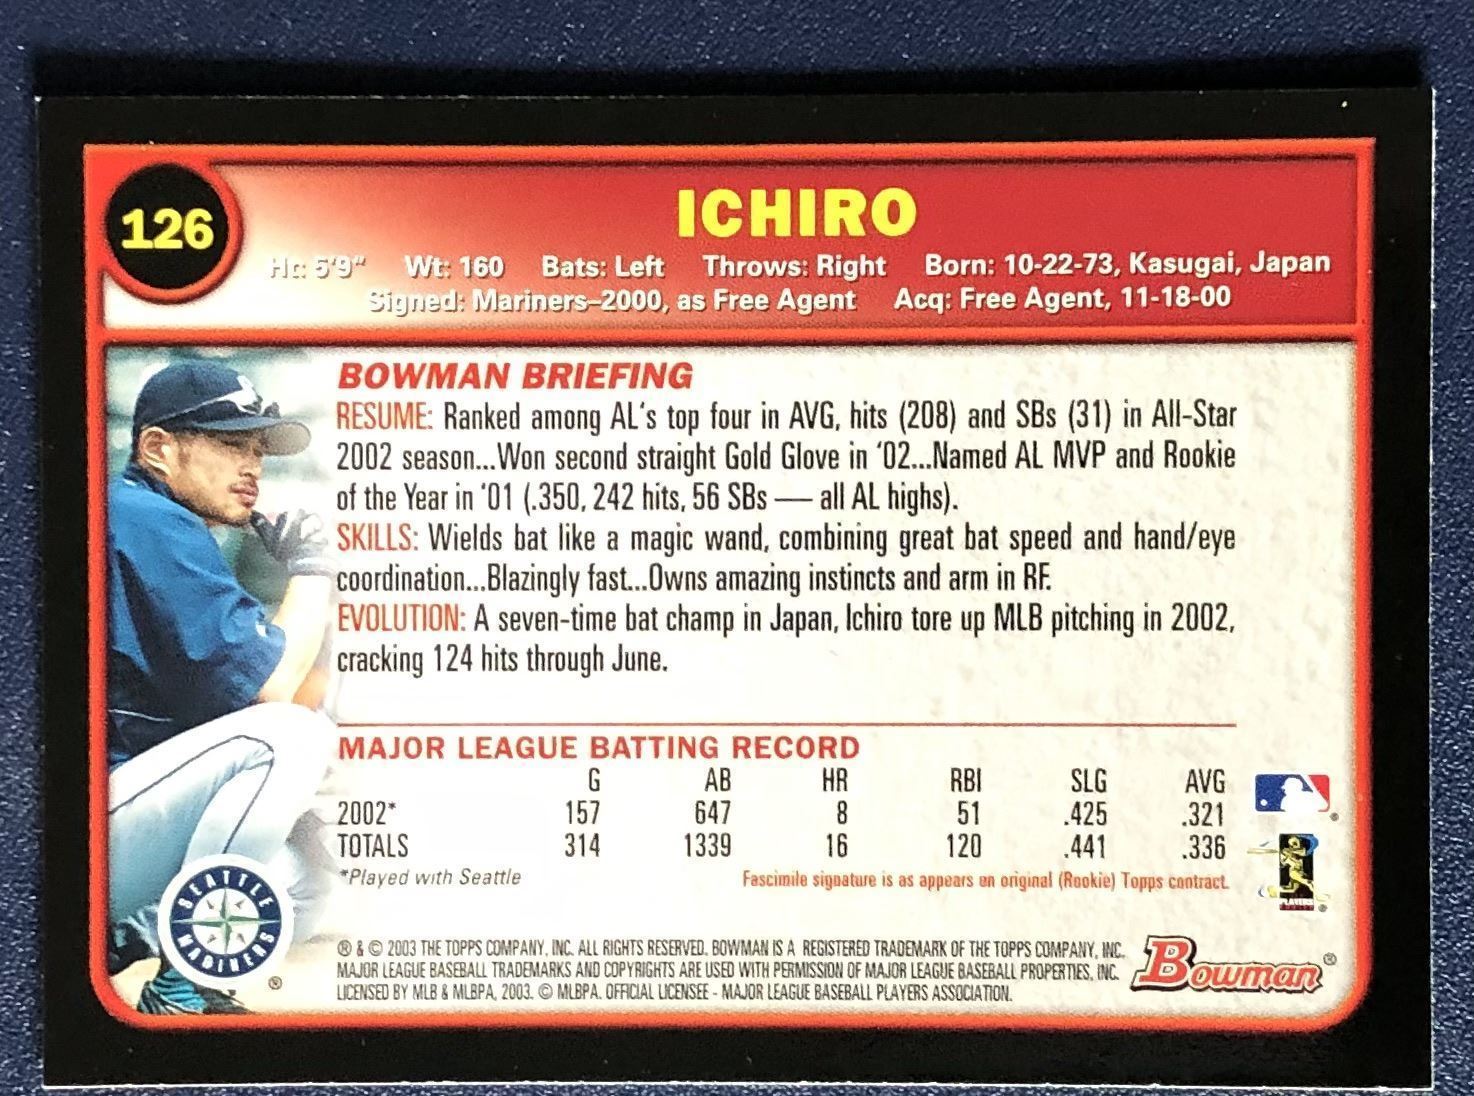 126
ICHIRO
Ht: 5'9" Wt: 160 Bats: Left Throws: Right Born: 10-22-73, Kasugai, Japan
Signed: Mariners–2000, as Free Agent Acq: Free Agent, 11-18-00
BOWMAN BRIEFING
RESUME: Ranked among AL's top four in AVG, hits (208) and SBs (31) in All-Star
2002 season...Won second straight Gold Glove in '02...Named AL MVP and Rookie
of the Year in '01 (.350, 242 hits, 56 SBs — all AL highs).
SKILLS: Wields bat like a magic wand, combining great bat speed and hand/eye
coordination...Blazingly fast...Owns amazing instincts and arm in RF.
EVOLUTION: A seven-time bat champ in Japan, Ichiro tore up MLB pitching in 2002,
cracking 124 hits through June.
MAJOR LEAGUE BATTING RECORD
G AB HR RBI SLG AVG
2002* 157 647 8 51 .425 .321
TOTALS 314 1339 16 120 .441 .336
*Played with Seattle
Fascimile signature is as appears on original (Rookie) Topps contract.
PLAYERS
CHOICE ®
SEATTLE
MARINERS
®
® & © 2003 THE TOPPS COMPANY, INC. ALL RIGHTS RESERVED. BOWMAN IS A REGISTERED TRADEMARK OF THE TOPPS COMPANY, INC.
MAJOR LEAGUE BASEBALL TRADEMARKS AND COPYRIGHTS ARE USED WITH PERMISSION OF MAJOR LEAGUE BASEBALL PROPERTIES, INC.
LICENSED BY MLB & MLBPA, 2003. © MLBPA. OFFICIAL LICENSEE - MAJOR LEAGUE BASEBALL PLAYERS ASSOCIATION.
Bowman®